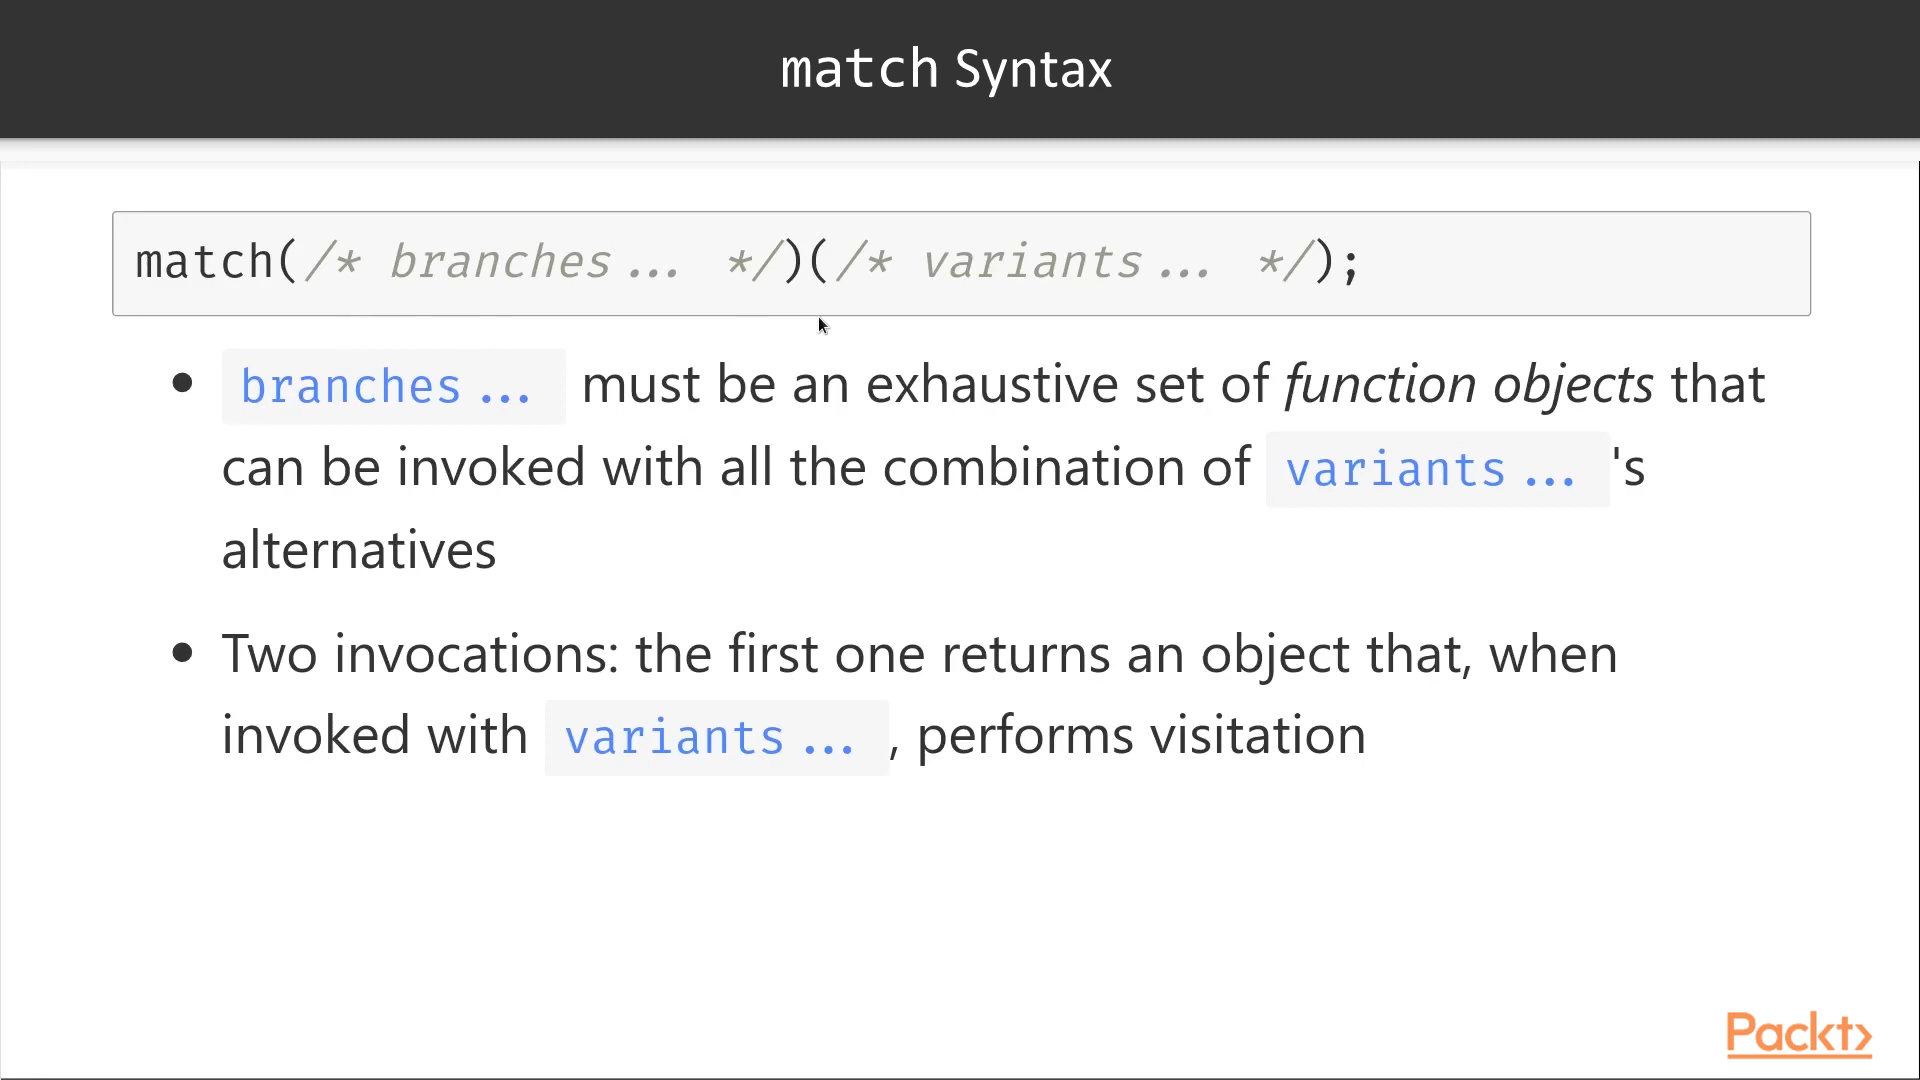 match Syntax
match(/* branches... */)(/* variants... */);
• branches... must be an exhaustive set of function objects that
can be invoked with all the combination of variants... 's
alternatives
• Two invocations: the first one returns an object that, when
invoked with variants... , performs visitation
Packt>